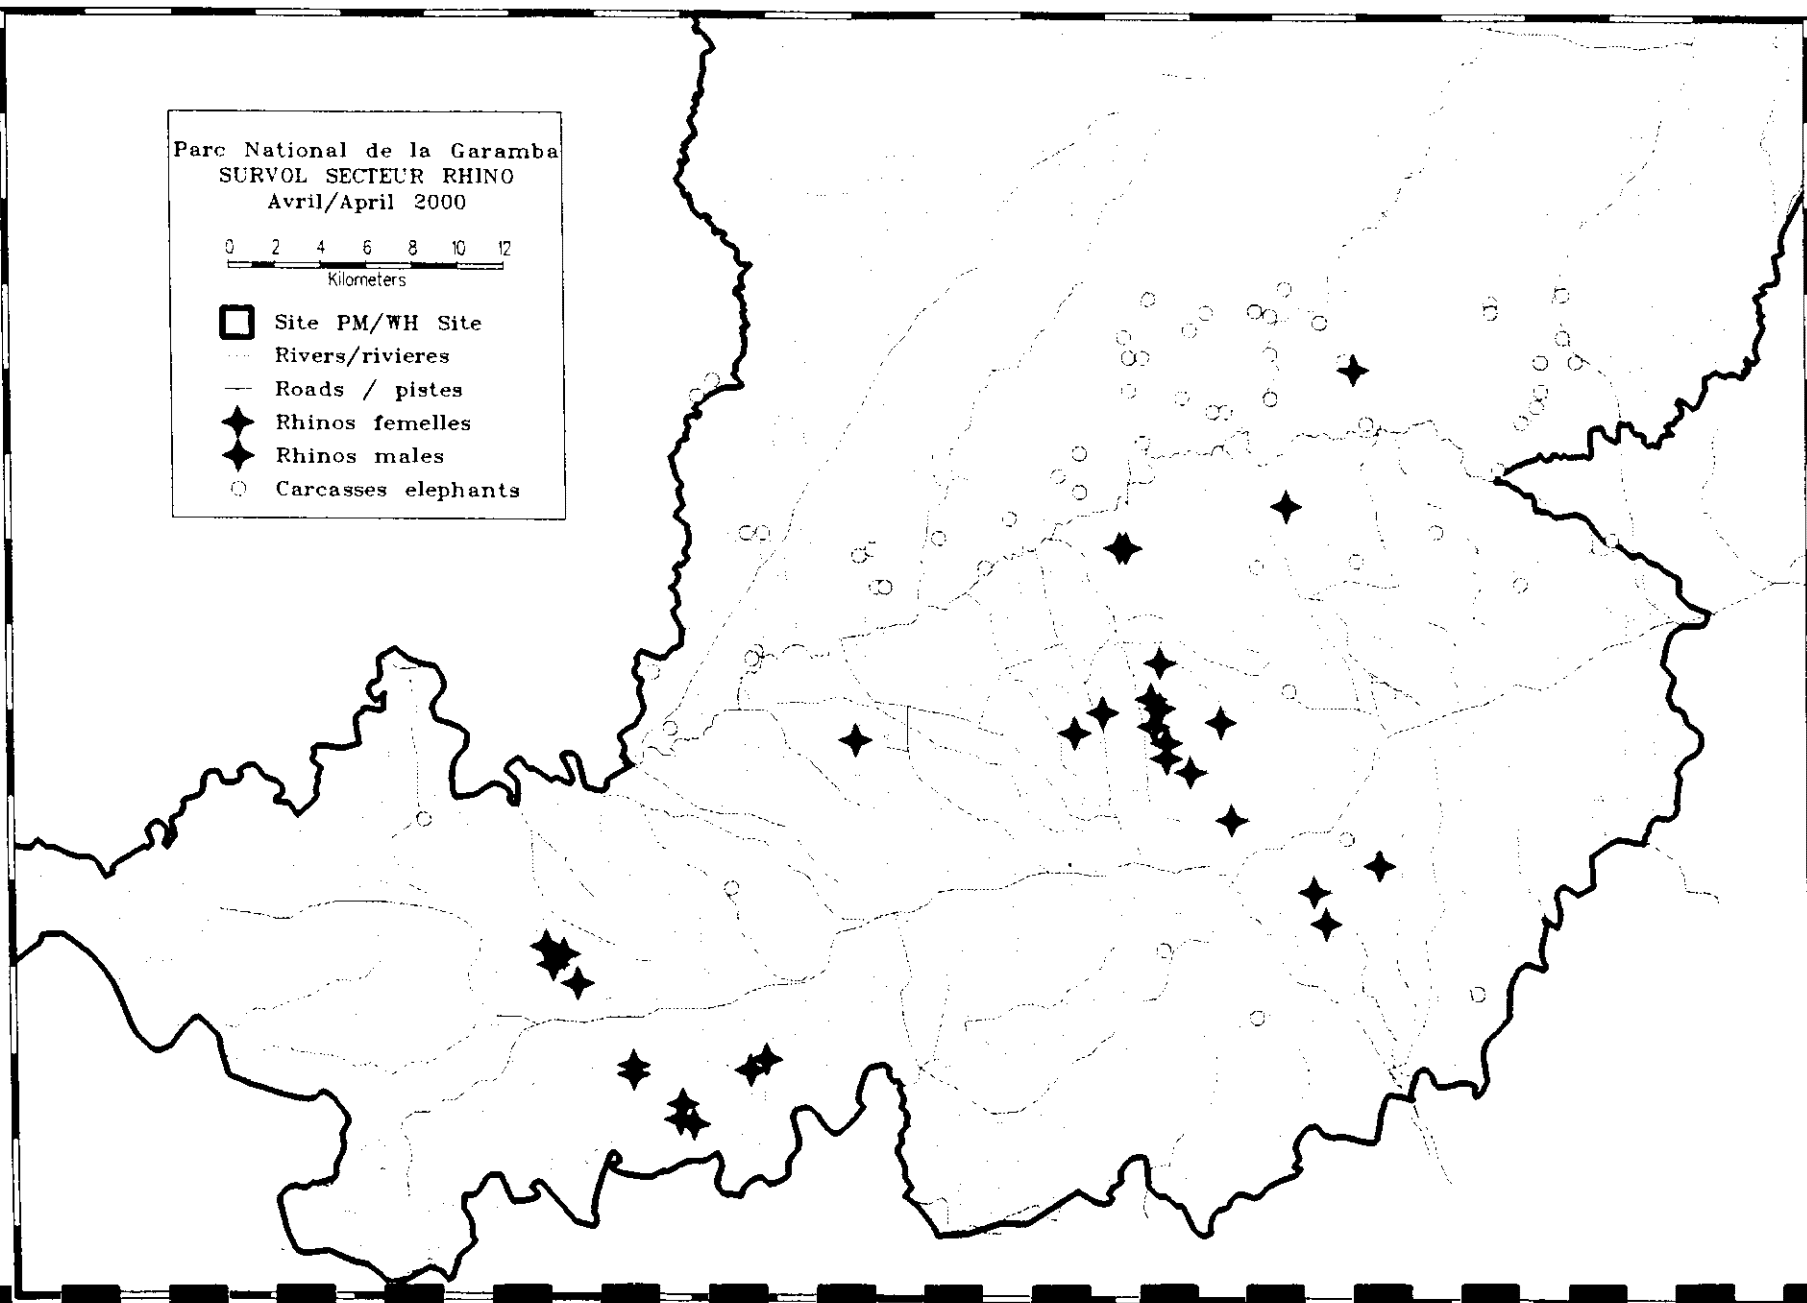 Parc National de la Garamba
SURVOL SECTEUR RHINO
Avril/April 2000
0 2 4 6 8 10 12
Kilometers
Site PM/WH Site
Rivers/rivieres
Roads / pistes
Rhinos femelles
Rhinos males
Carcasses elephants